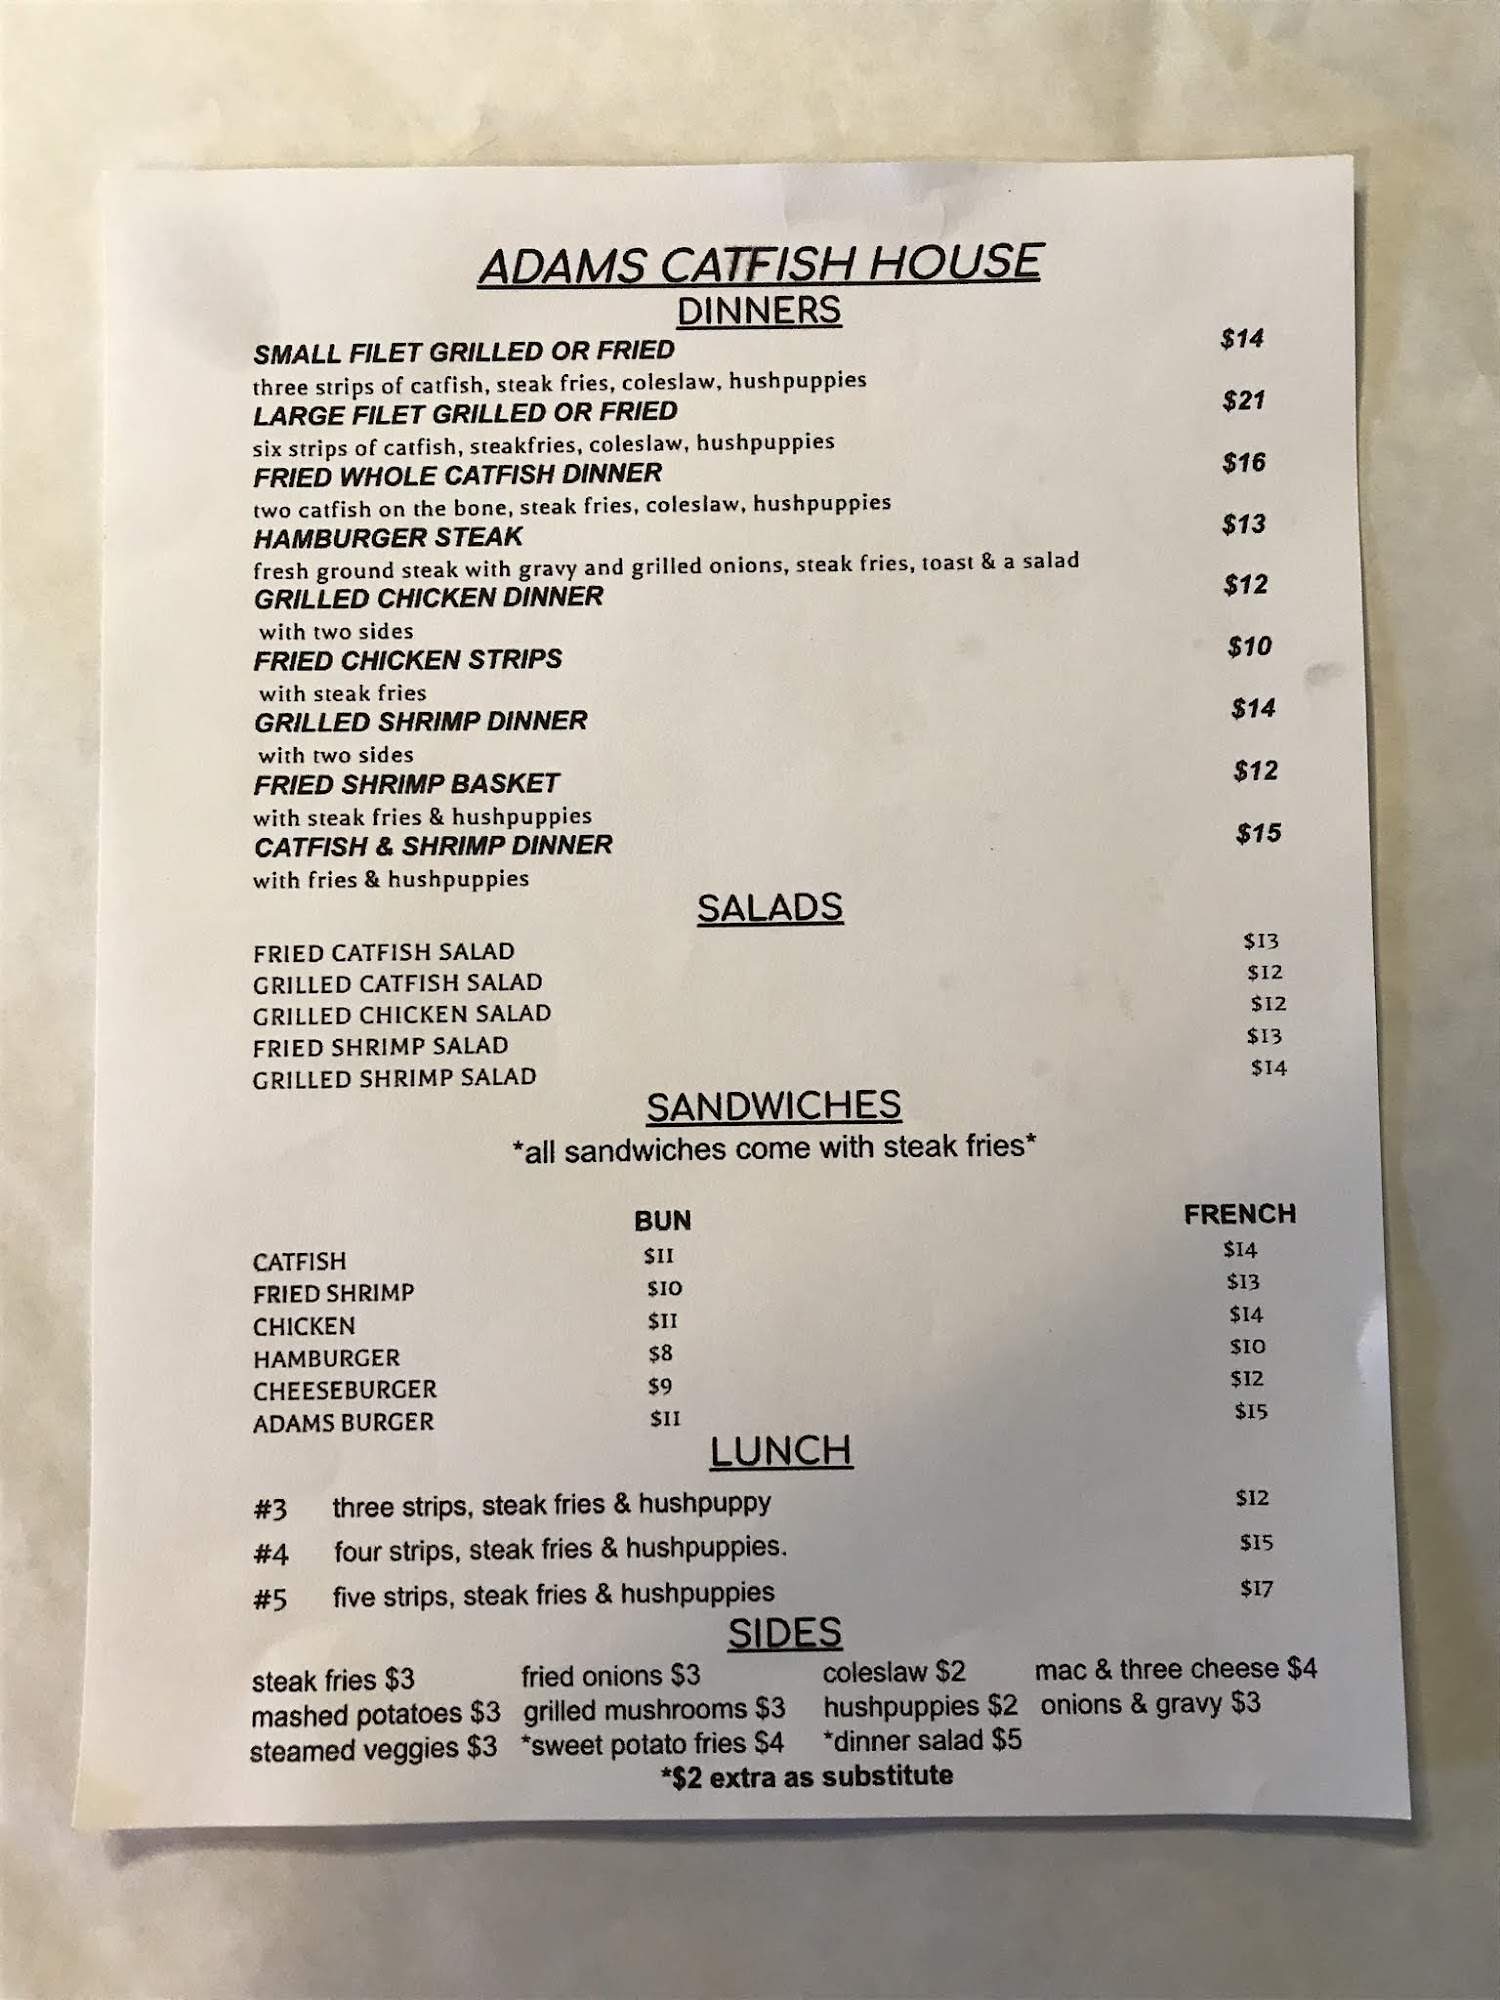 ADAMS CATFISH HOUSE
DINNERS
SMALL FILET GRILLED OR FRIED $14
three strips of catfish, steak fries, coleslaw, hushpuppies
LARGE FILET GRILLED OR FRIED $21
six strips of catfish, steakfries, coleslaw, hushpuppies
FRIED WHOLE CATFISH DINNER $16
two catfish on the bone, steak fries, coleslaw, hushpuppies
HAMBURGER STEAK $13
fresh ground steak with gravy and grilled onions, steak fries, toast & a salad
GRILLED CHICKEN DINNER $12
with two sides
FRIED CHICKEN STRIPS $10
with steak fries
GRILLED SHRIMP DINNER $14
with two sides
FRIED SHRIMP BASKET $12
with steak fries & hushpuppies
CATFISH & SHRIMP DINNER $15
with fries & hushpuppies
SALADS
FRIED CATFISH SALAD $13
GRILLED CATFISH SALAD $12
GRILLED CHICKEN SALAD $12
FRIED SHRIMP SALAD $13
GRILLED SHRIMP SALAD $14
SANDWICHES
*all sandwiches come with steak fries*
BUN FRENCH
CATFISH $11 $14
FRIED SHRIMP $10 $13
CHICKEN $11 $14
HAMBURGER $8 $10
CHEESEBURGER $9 $12
ADAMS BURGER $11 $15
LUNCH
#3 three strips, steak fries & hushpuppy $12
#4 four strips, steak fries & hushpuppies. $15
#5 five strips, steak fries & hushpuppies $17
SIDES
steak fries $3 fried onions $3 coleslaw $2 mac & three cheese $4
mashed potatoes $3 grilled mushrooms $3 hushpuppies $2 onions & gravy $3
steamed veggies $3 *sweet potato fries $4 *dinner salad $5
*$2 extra as substitute